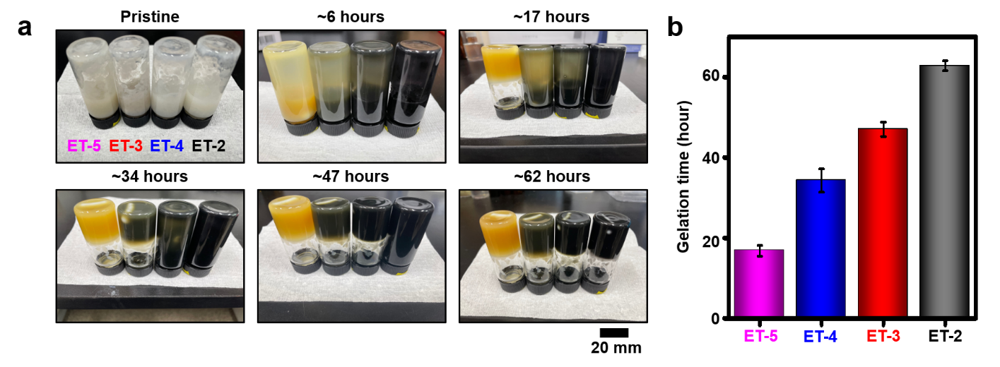 a
Pristine
~6 hours
~17 hours
ET-5 ET-3 ET-4 ET-2
~34 hours
~47 hours
~62 hours
20 mm
b
Gelation time (hour)
60
40
20
0
ET-5 ET-4 ET-3 ET-2